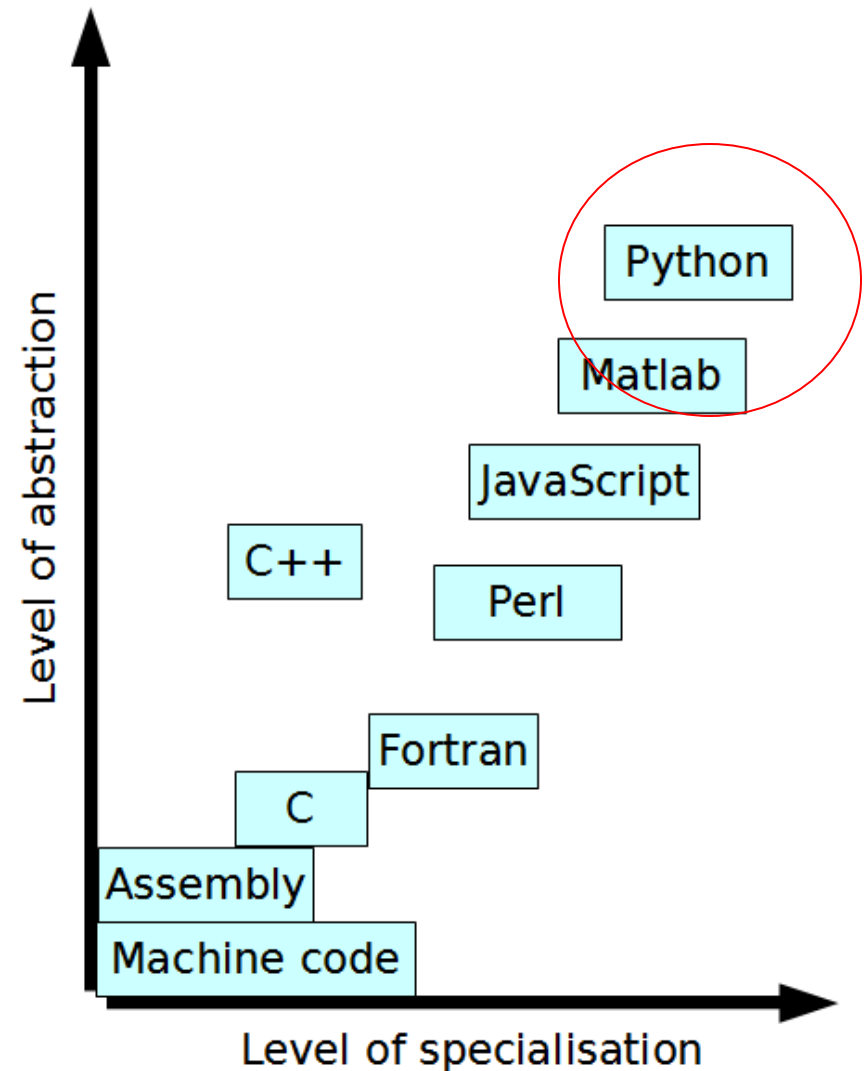 Python
Matlab
JavaScript
C++
Perl
Fortran
C
Assembly
Machine code
Level of abstraction
Level of specialisation